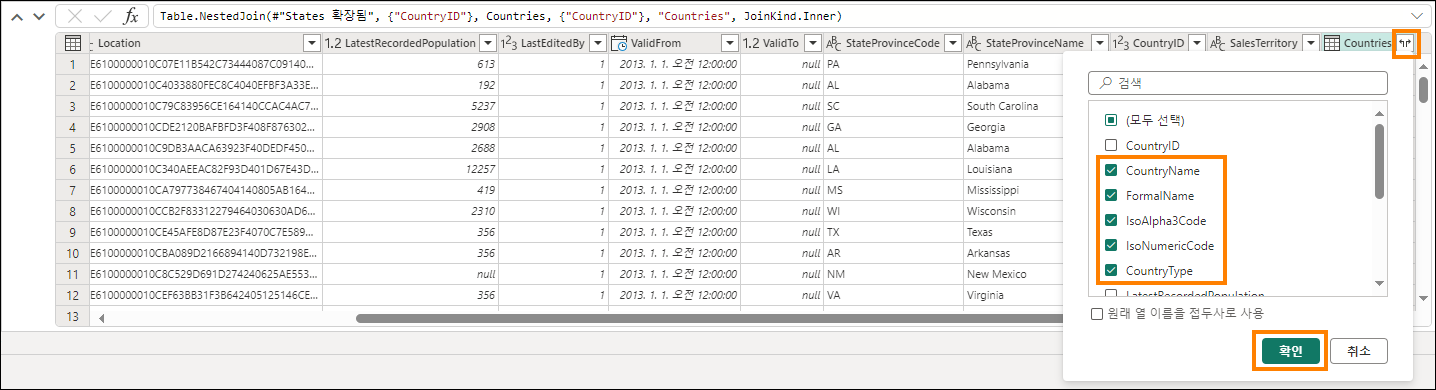 fx Table.NestedJoin(#"States 확장됨", {"CountryID"}, Countries, {"CountryID"}, "Countries", JoinKind.Inner)
Location 1.2 LatestRecordedPopulation 1²3 LastEditedBy ValidFrom 1.2 ValidTo ABC StateProvinceCode ABC StateProvinceName 1²3 CountryID ABC SalesTerritory Countries
1 E6100000010C07E11B542C73444087C09140... 613 1 2013. 1. 1. 오전 12:00:00 null PA Pennsylvania
2 E6100000010C4033880FEC8C4040EFBF3A33E... 192 1 2013. 1. 1. 오전 12:00:00 null AL Alabama
3 E6100000010C79C83956CE164140CCAC4AC7... 5237 1 2013. 1. 1. 오전 12:00:00 null SC South Carolina
4 E6100000010CDE2120BAFBFD3F408F876302... 2908 1 2013. 1. 1. 오전 12:00:00 null GA Georgia
5 E6100000010C9DB3AACA63923F40DEDF450... 2688 1 2013. 1. 1. 오전 12:00:00 null AL Alabama
6 E6100000010C340AEEAC82F93D401D67E43D... 12257 1 2013. 1. 1. 오전 12:00:00 null LA Louisiana
7 E6100000010CA797738467404140805AB164... 419 1 2013. 1. 1. 오전 12:00:00 null MS Mississippi
8 E6100000010CCB2F83312279464030630AD6... 2310 1 2013. 1. 1. 오전 12:00:00 null WI Wisconsin
9 E6100000010CE45AFE8D87E23F4070C7E589... 356 1 2013. 1. 1. 오전 12:00:00 null TX Texas
10 E6100000010CBA089D2166894140D732198E... 356 1 2013. 1. 1. 오전 12:00:00 null AR Arkansas
11 E6100000010C8C529D691D274240625AE553... null 1 2013. 1. 1. 오전 12:00:00 null NM New Mexico
12 E6100000010CEF63BB31F3B642405125146CE... 356 1 2013. 1. 1. 오전 12:00:00 null VA Virginia
13
검색
(모두 선택)
CountryID
CountryName
FormalName
IsoAlpha3Code
IsoNumericCode
CountryType
LatestRecordedPopulation
원래 열 이름을 접두사로 사용
확인 취소